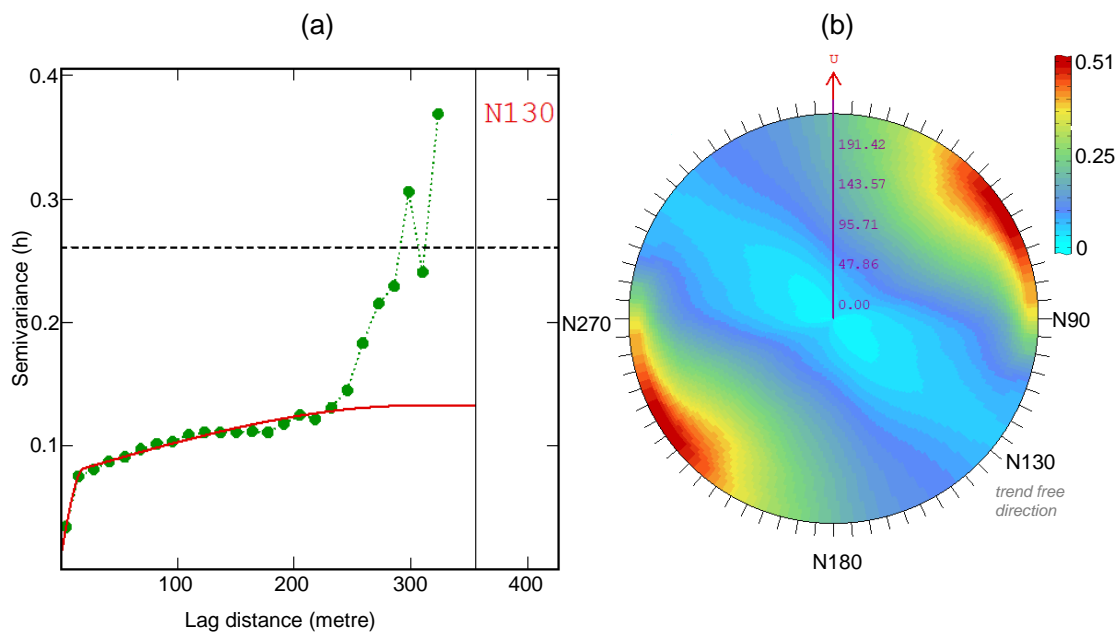 (a)
(b)
0.4
0.3
0.2
0.1
Semivariance (h)
N130
100
200
300
400
Lag distance (metre)
U
191.42
143.57
95.71
47.86
0.00
N270
N90
N130
trend free
direction
N180
0.51
0.25
0